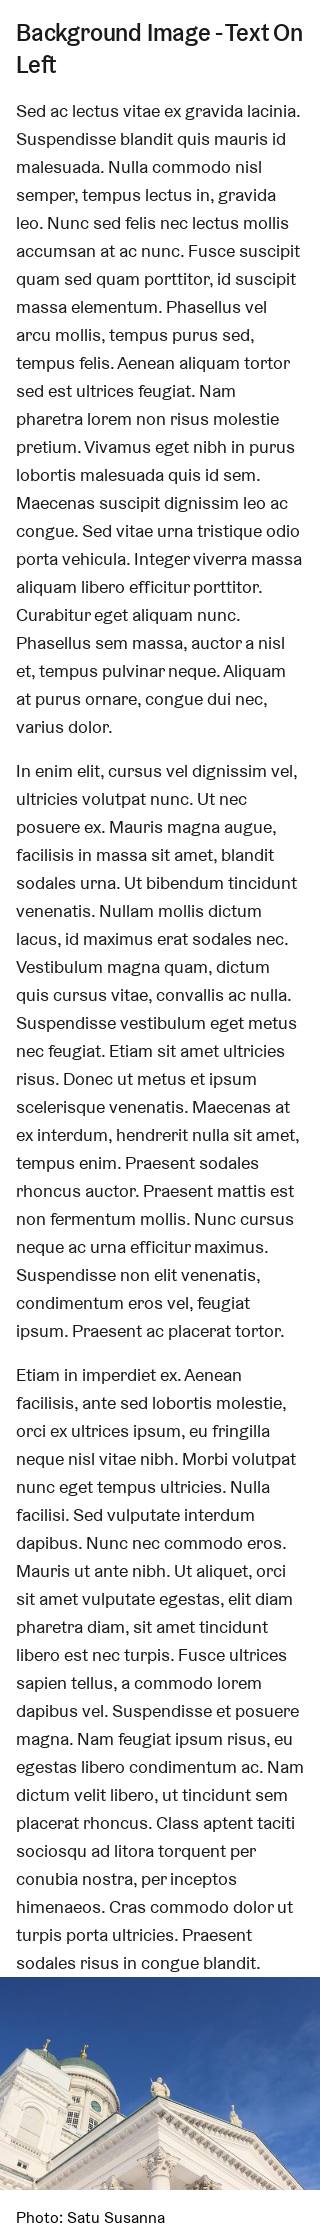 Background Image - Text On
Left
Sed ac lectus vitae ex gravida lacinia.
Suspendisse blandit quis mauris id
malesuada. Nulla commodo nisl
semper, tempus lectus in, gravida
leo. Nunc sed felis nec lectus mollis
accumsan at ac nunc. Fusce suscipit
quam sed quam porttitor, id suscipit
massa elementum. Phasellus vel
arcu mollis, tempus purus sed,
tempus felis. Aenean aliquam tortor
sed est ultrices feugiat. Nam
pharetra lorem non risus molestie
pretium. Vivamus eget nibh in purus
lobortis malesuada quis id sem.
Maecenas suscipit dignissim leo ac
congue. Sed vitae urna tristique odio
porta vehicula. Integer viverra massa
aliquam libero efficitur porttitor.
Curabitur eget aliquam nunc.
Phasellus sem massa, auctor a nisl
et, tempus pulvinar neque. Aliquam
at purus ornare, congue dui nec,
varius dolor.
In enim elit, cursus vel dignissim vel,
ultricies volutpat nunc. Ut nec
posuere ex. Mauris magna augue,
facilisis in massa sit amet, blandit
sodales urna. Ut bibendum tincidunt
venenatis. Nullam mollis dictum
lacus, id maximus erat sodales nec.
Vestibulum magna quam, dictum
quis cursus vitae, convallis ac nulla.
Suspendisse vestibulum eget metus
nec feugiat. Etiam sit amet ultricies
risus. Donec ut metus et ipsum
scelerisque venenatis. Maecenas at
ex interdum, hendrerit nulla sit amet,
tempus enim. Praesent sodales
rhoncus auctor. Praesent mattis est
non fermentum mollis. Nunc cursus
neque ac urna efficitur maximus.
Suspendisse non elit venenatis,
condimentum eros vel, feugiat
ipsum. Praesent ac placerat tortor.
Etiam in imperdiet ex. Aenean
facilisis, ante sed lobortis molestie,
orci ex ultrices ipsum, eu fringilla
neque nisl vitae nibh. Morbi volutpat
nunc eget tempus ultricies. Nulla
facilisi. Sed vulputate interdum
dapibus. Nunc nec commodo eros.
Mauris ut ante nibh. Ut aliquet, orci
sit amet vulputate egestas, elit diam
pharetra diam, sit amet tincidunt
libero est nec turpis. Fusce ultrices
sapien tellus, a commodo lorem
dapibus vel. Suspendisse et posuere
magna. Nam feugiat ipsum risus, eu
egestas libero condimentum ac. Nam
dictum velit libero, ut tincidunt sem
placerat rhoncus. Class aptent taciti
sociosqu ad litora torquent per
conubia nostra, per inceptos
himenaeos. Cras commodo dolor ut
turpis porta ultricies. Praesent
sodales risus in congue blandit.
Photo: Satu Susanna